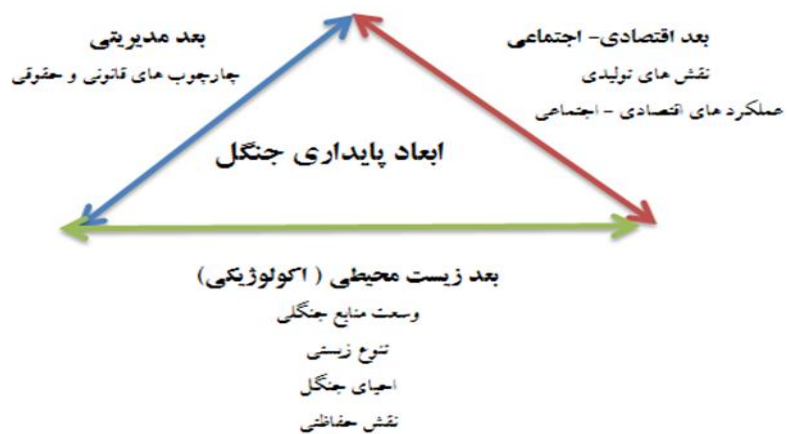 بعد اقتصادی- اجتماعی
نقش های تولیدی
عملکرد های اقتصادی - اجتماعی
بعد مدیریتی
چارچوب های قانونی و حقوقی
ابعاد پایداری جنگل
بعد زیست محیطی ( اکولوژیکی)
وسعت منابع جنگلی
تنوع زیستی
احیای جنگل
نقش حفاظتی